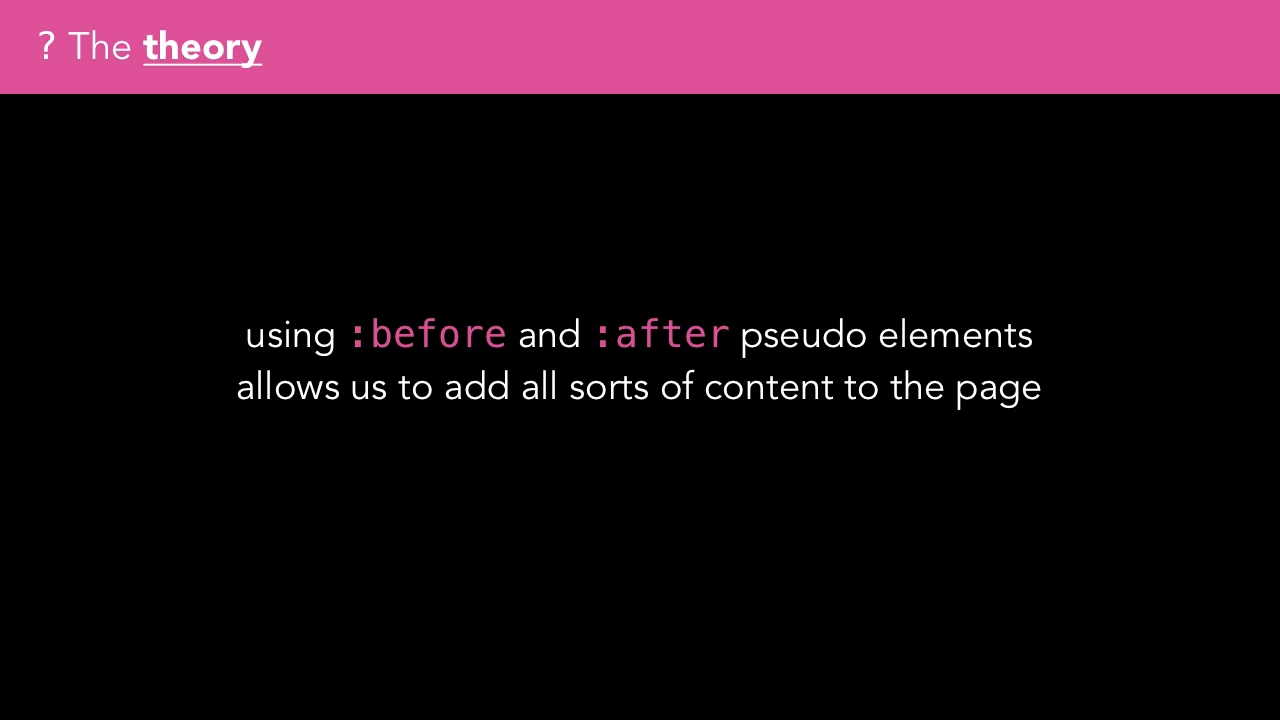 ? The theory
using :before and :after pseudo elements
allows us to add all sorts of content to the page